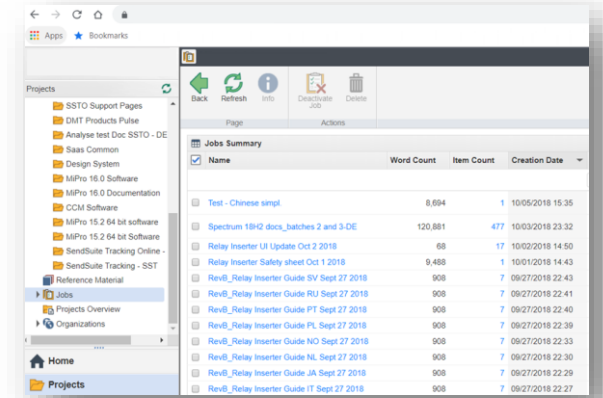 Apps Bookmarks
Projects
SSTO Support Pages
DMT Products Pulse
Analyse test Doc SSTO - DE
Saas Common
Design System
MiPro 16.0 Software
MiPro 16.0 Documentation
CCM Software
MiPro 15.2 64 bit software
MiPro 15.2 64 bit Software
SendSuite Tracking Online -
SendSuite Tracking - SST
Reference Material
Jobs
Projects Overview
Organizations
Home
Projects
Back Refresh Info Deactivate Job Delete
Page Actions
Jobs Summary
Name Word Count Item Count Creation Date
Test - Chinese simpl. 8,694 1 10/05/2018 15:35
Spectrum 18H2 docs_batches 2 and 3-DE 120,881 477 10/03/2018 23:32
Relay Inserter UI Update Oct 2 2018 68 17 10/02/2018 14:50
Relay Inserter Safety sheet Oct 1 2018 9,488 1 10/01/2018 14:43
RevB_Relay Inserter Guide SV Sept 27 2018 908 7 09/27/2018 22:43
RevB_Relay Inserter Guide RU Sept 27 2018 908 7 09/27/2018 22:41
RevB_Relay Inserter Guide PT Sept 27 2018 908 7 09/27/2018 22:40
RevB_Relay Inserter Guide PL Sept 27 2018 908 7 09/27/2018 22:39
RevB_Relay Inserter Guide NO Sept 27 2018 908 7 09/27/2018 22:33
RevB_Relay Inserter Guide NL Sept 27 2018 908 7 09/27/2018 22:30
RevB_Relay Inserter Guide JA Sept 27 2018 908 7 09/27/2018 22:29
RevB_Relay Inserter Guide IT Sept 27 2018 908 7 09/27/2018 22:27